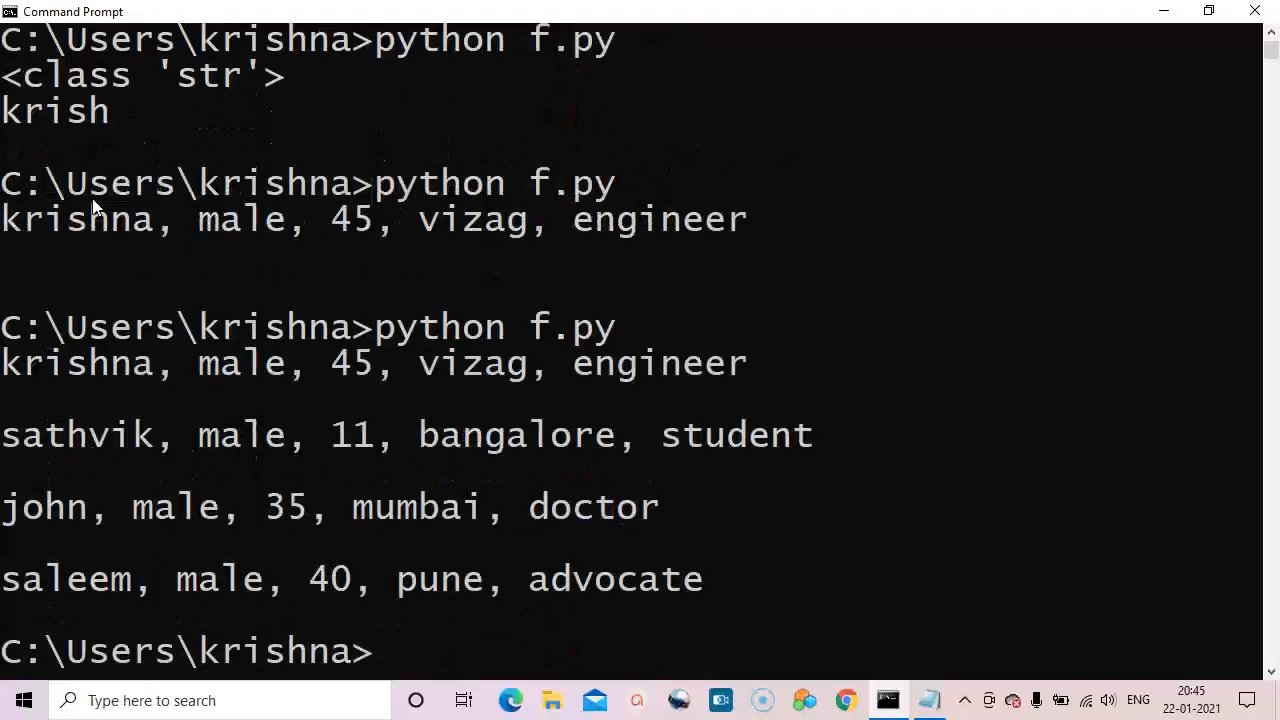 Command Prompt
C:\Users\krishna>python f.py
<class 'str'>
krish
C:\Users\krishna>python f.py
krishna, male, 45, vizag, engineer
C:\Users\krishna>python f.py
krishna, male, 45, vizag, engineer
sathvik, male, 11, bangalore, student
john, male, 35, mumbai, doctor
saleem, male, 40, pune, advocate
C:\Users\krishna>
Type here to search
ENG
20:45
22-01-2021